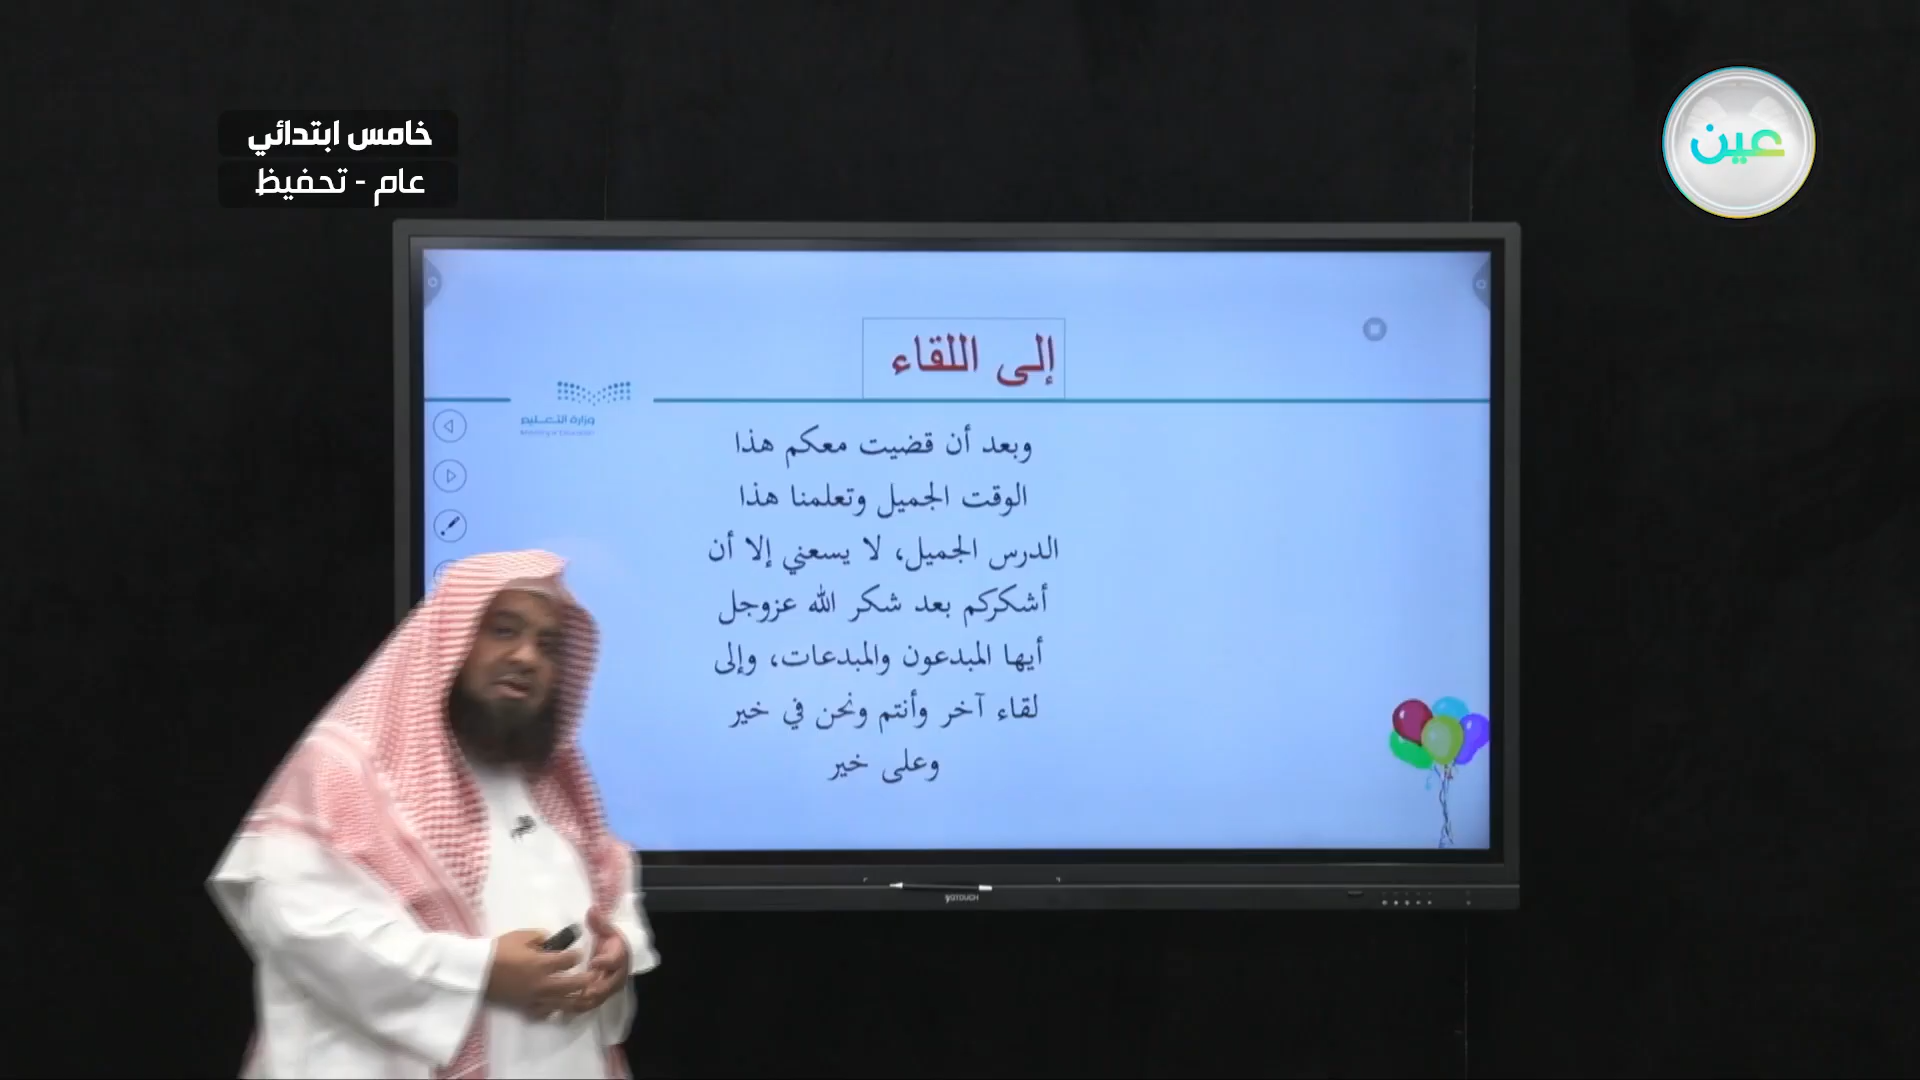 خامس ابتدائي
عام - تحفيظ
عين
إلى اللقاء
وزارة التعليم
وبعد أن قضيت معكم هذا
الوقت الجميل وتعلمنا هذا
الدرس الجميل، لا يسعني إلا أن
أشكركم بعد شكر الله عزوجل
أيها المبدعون والمبدعات، وإلى
لقاء آخر وأنتم ونحن في خير
وعلى خير